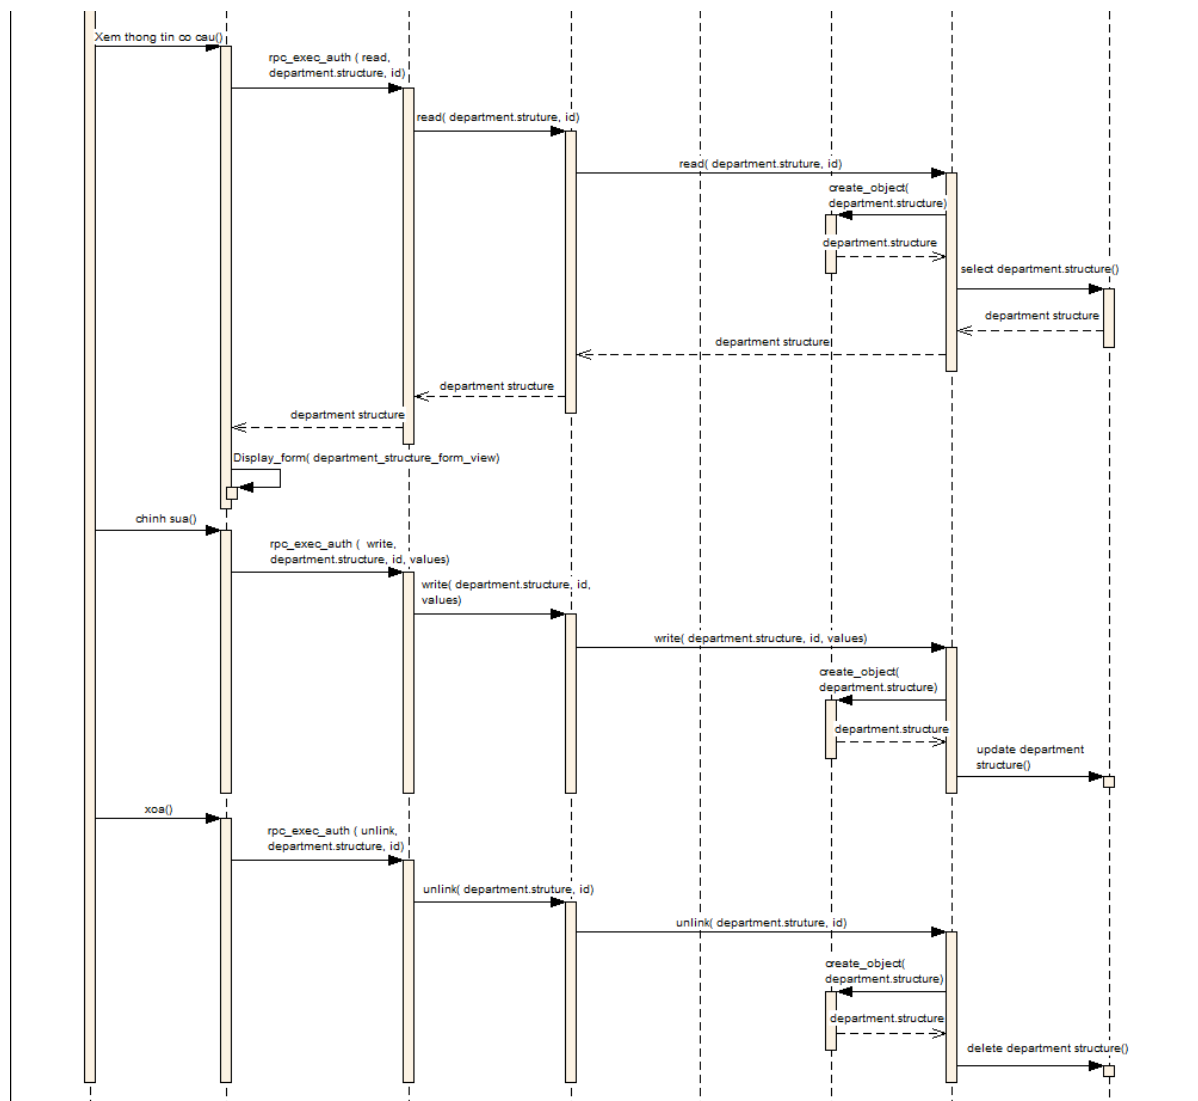 Xem thong tin co cau()
rpc_exec_auth ( read,
department.structure, id)
read( department.struture, id)
read( department.struture, id)
create_object(
department.structure)
department.structure
select department.structure()
department structure
department structure
department structure
department structure
Display_form( department_structure_form_view)
chinh sua()
rpc_exec_auth ( write,
department.structure, id, values)
write( department.structure, id,
values)
write( department.structure, id, values)
create_object(
department.structure)
department.structure
update department
structure()
xoa()
rpc_exec_auth ( unlink,
department.structure, id)
unlink( department.struture, id)
unlink( department.struture, id)
create_object(
department.structure)
department.structure
delete department structure()